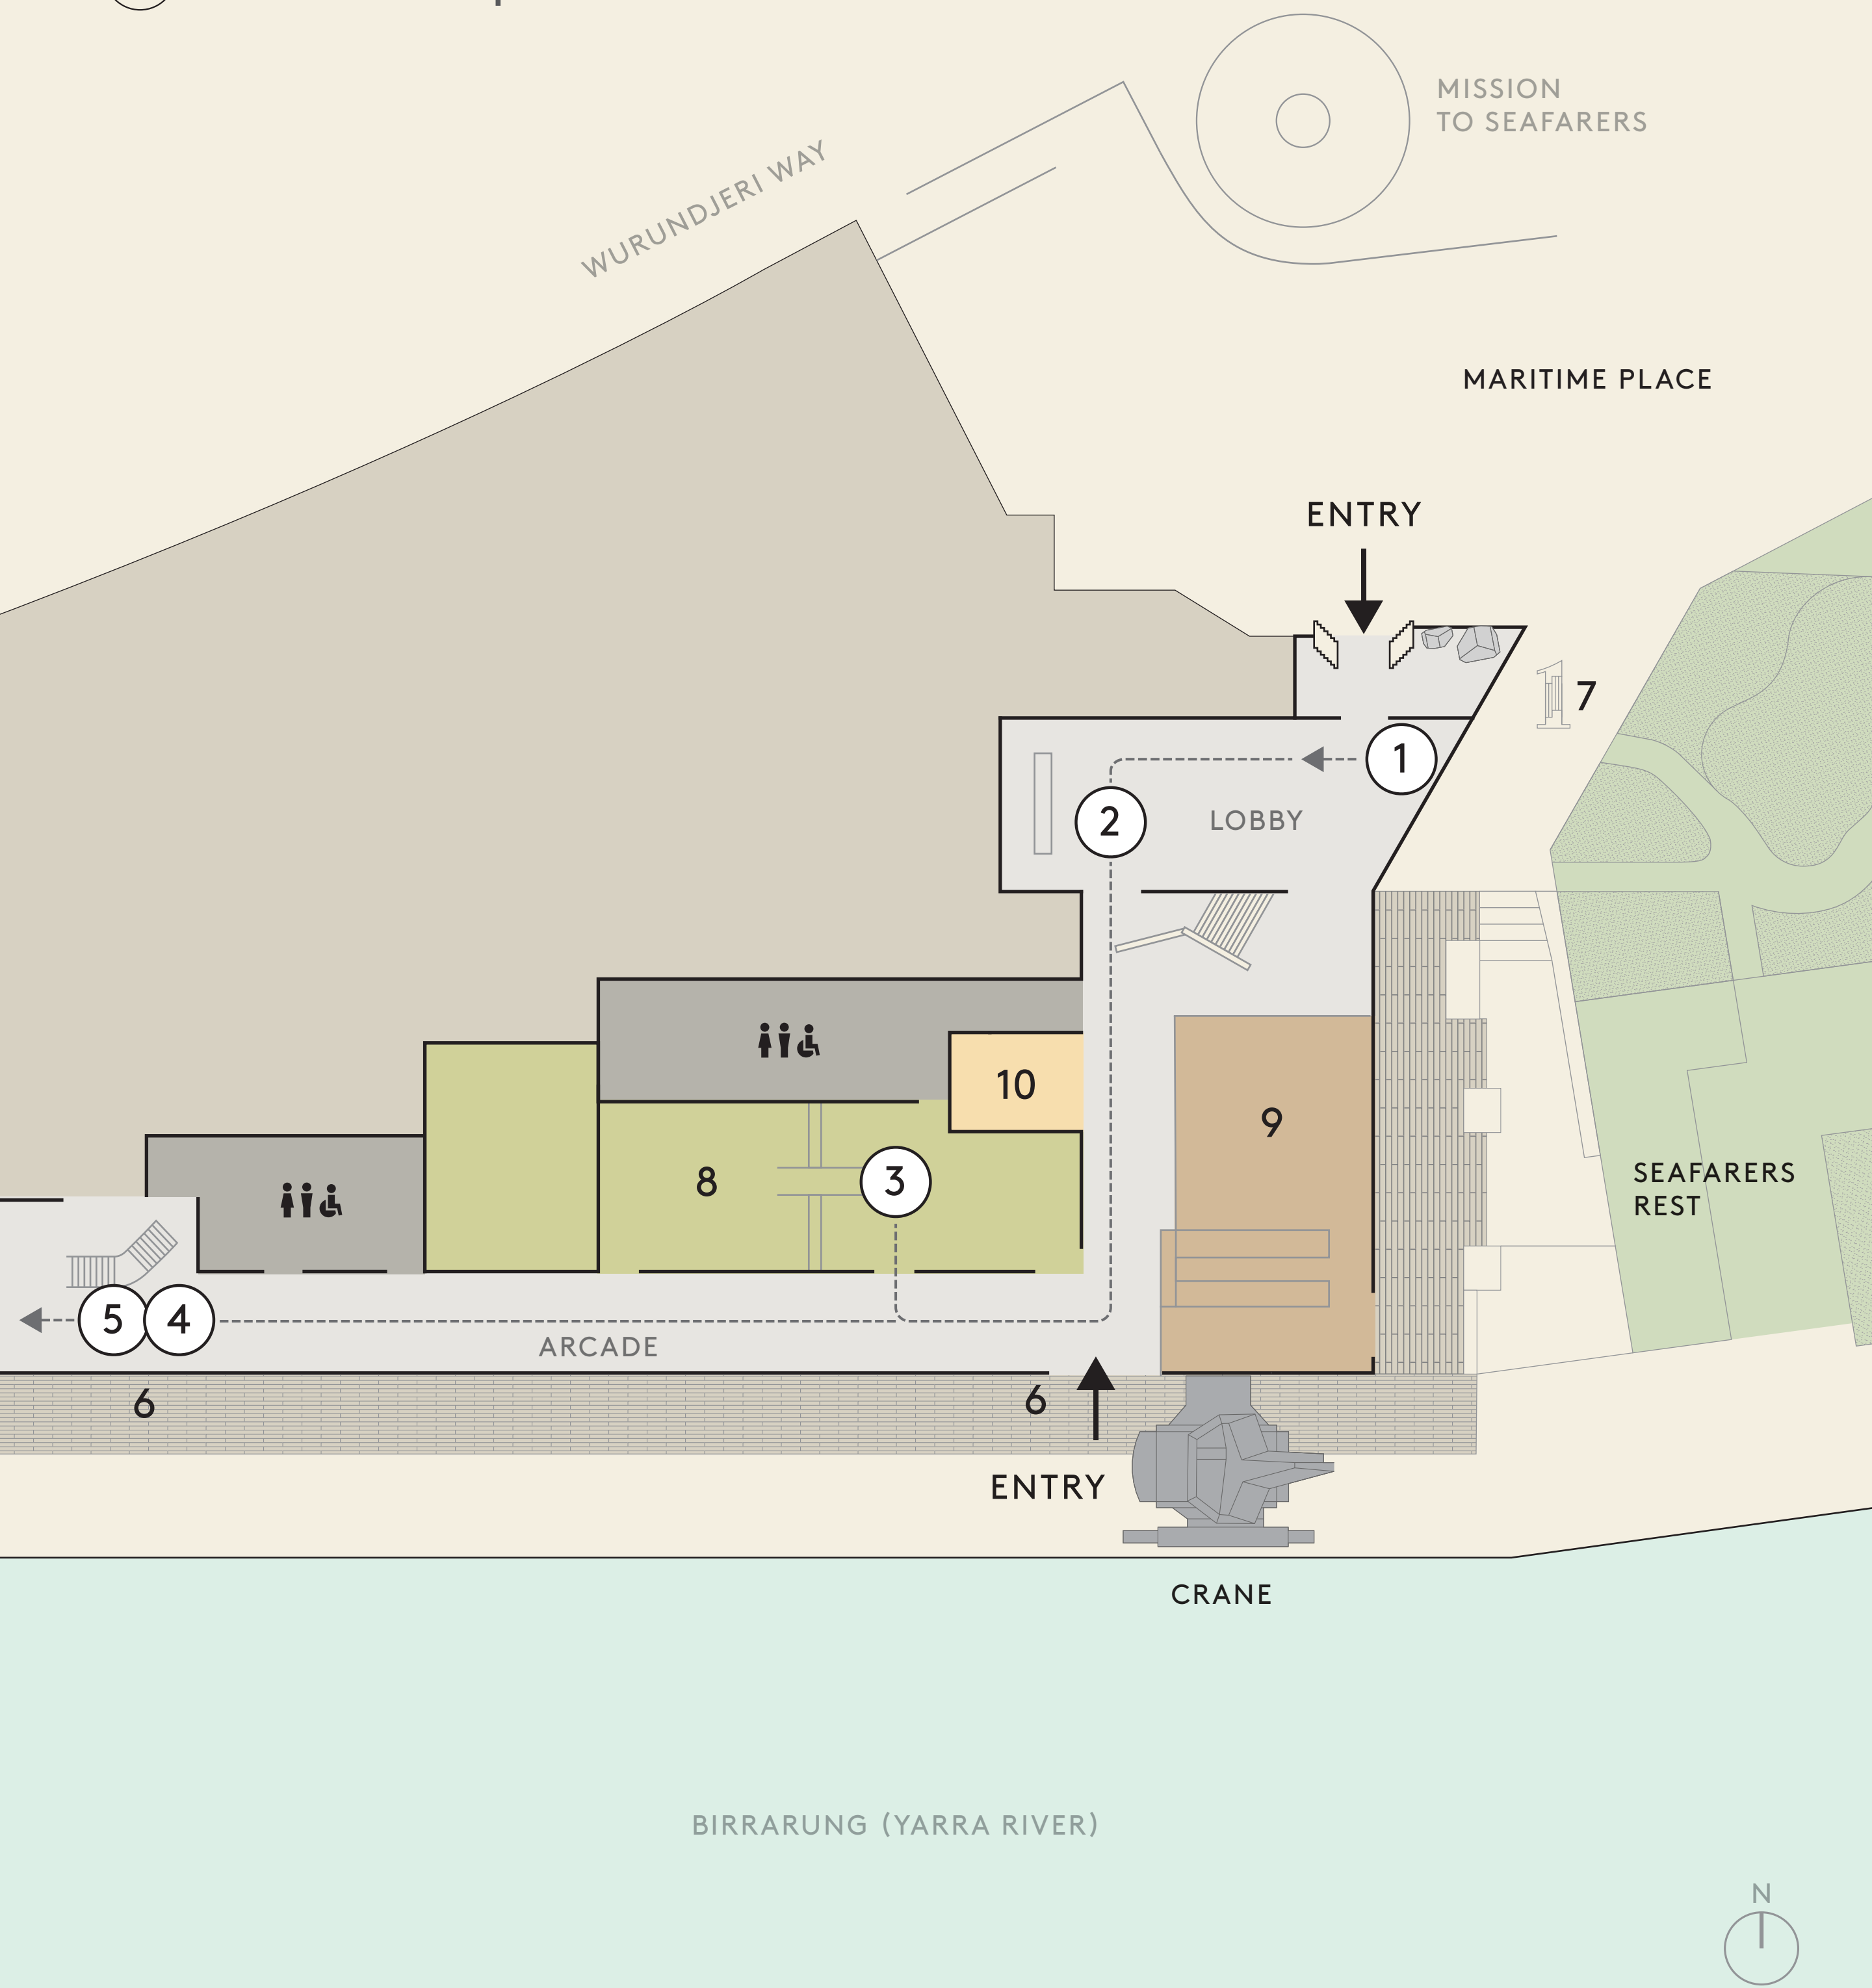 MISSION
TO SEAFARERS
WURUNDJERI WAY
MARITIME PLACE
ENTRY
7
1
2
LOBBY
10
9
8
3
SEAFARERS
REST
5
4
ARCADE
6
6
ENTRY
CRANE
BIRRARUNG (YARRA RIVER)
N